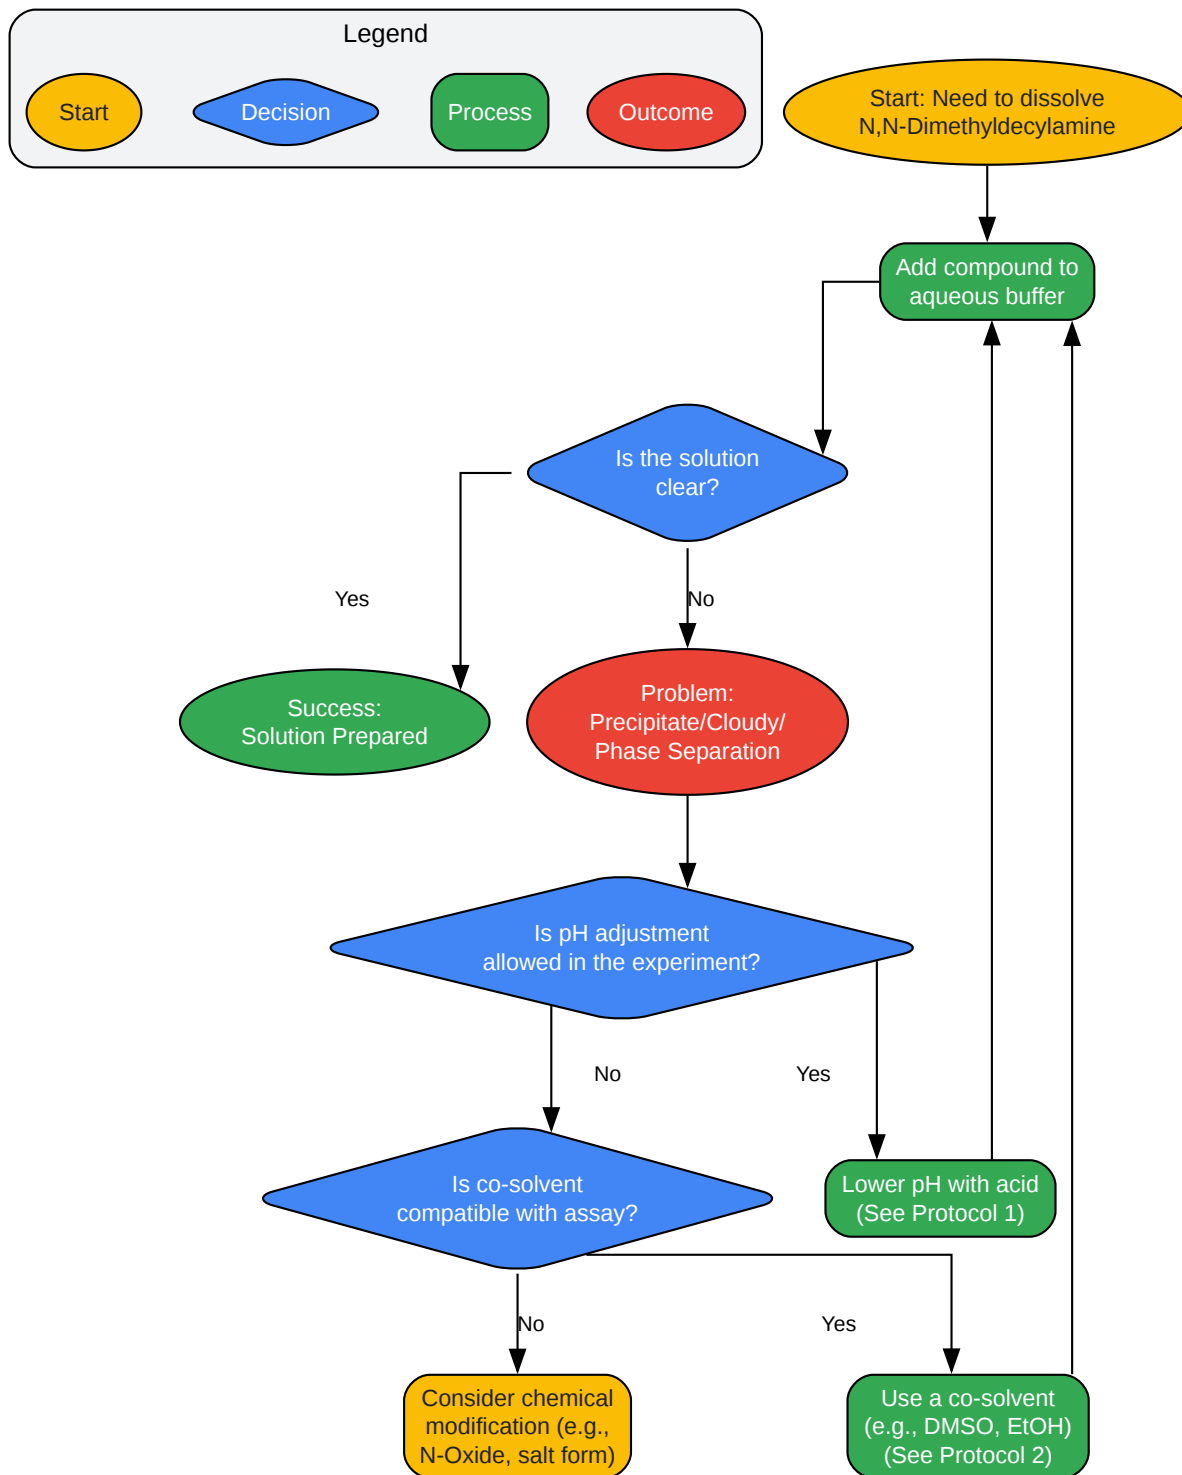 Legend
Start
Decision
Process
Outcome
Start: Need to dissolve
N,N-Dimethyldecylamine
Add compound to
aqueous buffer
Is the solution
clear?
Yes
No
Success:
Solution Prepared
Problem:
Precipitate/Cloudy/
Phase Separation
Is pH adjustment
allowed in the experiment?
No
Yes
Is co-solvent
compatible with assay?
Lower pH with acid
(See Protocol 1)
No
Yes
Consider chemical
modification (e.g.,
N-Oxide, salt form)
Use a co-solvent
(e.g., DMSO, EtOH)
(See Protocol 2)